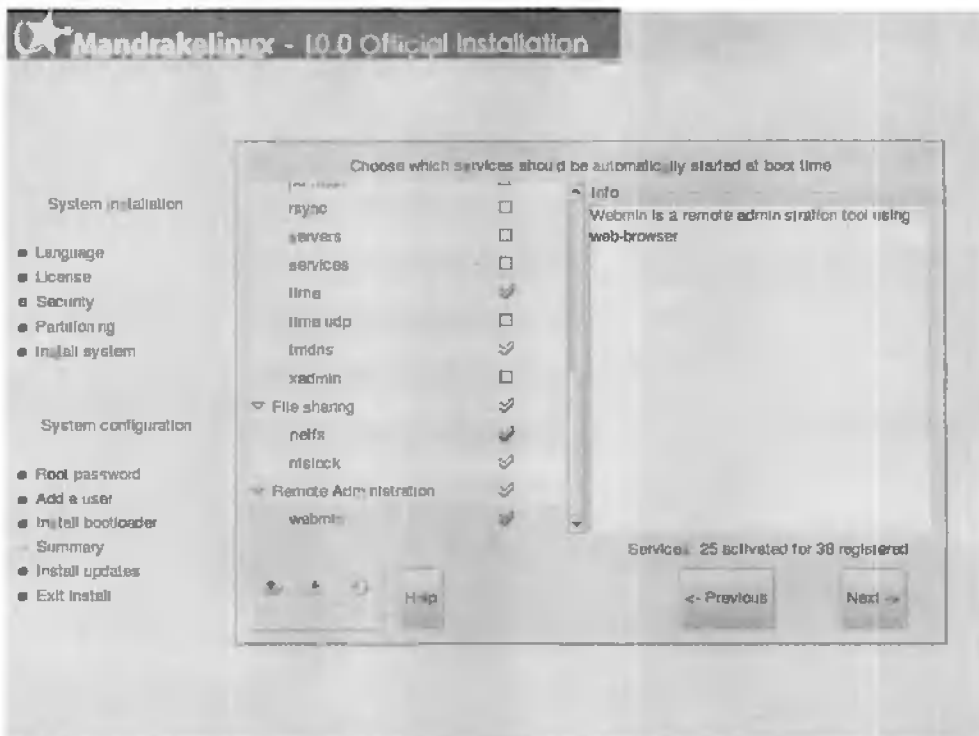 Mandrakelinux - 10.0 Official Installation
Choose which services should be automatically started at boot time
System installation
Language
License
Security
Partitioning
Install system
System configuration
Root password
Add a user
Install bootloader
Summary
Install updates
Exit install
rsync
servers
services
time
time udp
tmdns
xadmin
File sharing
netfs
nfslock
Remote Administration
webmin
Info
Webmin is a remote administration tool using
web-browser
Services: 25 activated for 38 registered
Help
<- Previous
Next ->